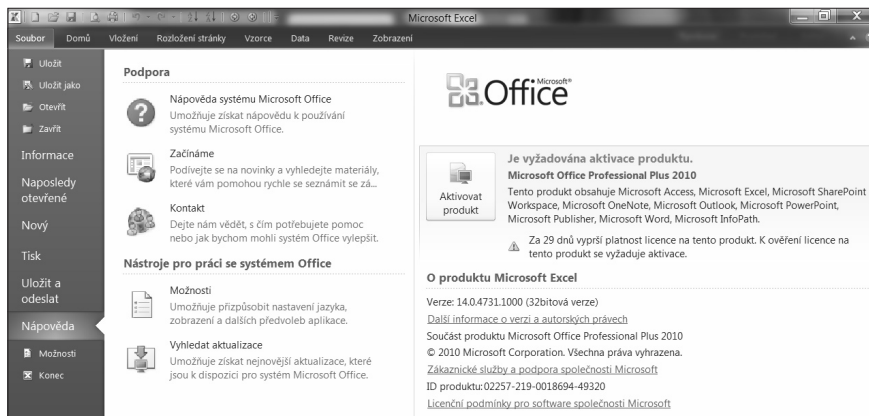 Microsoft Excel
Soubor Domů Vložení Rozložení stránky Vzorce Data Revize Zobrazení
Uložit
Uložit jako
Otevřít
Zavřít
Informace
Naposledy
otevřené
Nový
Tisk
Uložit a
odeslat
Nápověda
Možnosti
Konec
Podpora
Nápověda systému Microsoft Office
Umožňuje získat nápovědu k používání
systému Microsoft Office.
Začínáme
Podívejte se na novinky a vyhledejte materiály,
které vám pomohou rychle se seznámit se zá...
Kontakt
Dejte nám vědět, s čím potřebujete pomoc
nebo jak bychom mohli systém Office vylepšit.
Nástroje pro práci se systémem Office
Možnosti
Umožňuje přizpůsobit nastavení jazyka,
zobrazení a dalších předvoleb aplikace.
Vyhledat aktualizace
Umožňuje získat nejnovější aktualizace, které
jsou k dispozici pro systém Microsoft Office.
Microsoft®
Office
Aktivovat
produkt
Je vyžadována aktivace produktu.
Microsoft Office Professional Plus 2010
Tento produkt obsahuje Microsoft Access, Microsoft Excel, Microsoft SharePoint
Workspace, Microsoft OneNote, Microsoft Outlook, Microsoft PowerPoint,
Microsoft Publisher, Microsoft Word, Microsoft InfoPath.
Za 29 dnů vyprší platnost licence na tento produkt. K ověření licence na
tento produkt se vyžaduje aktivace.
O produktu Microsoft Excel
Verze: 14.0.4731.1000 (32bitová verze)
Další informace o verzi a autorských právech
Součást produktu Microsoft Office Professional Plus 2010
© 2010 Microsoft Corporation. Všechna práva vyhrazena.
Zákaznické služby a podpora společnosti Microsoft
ID produktu:02257-219-0018694-49320
Licenční podmínky pro software společnosti Microsoft